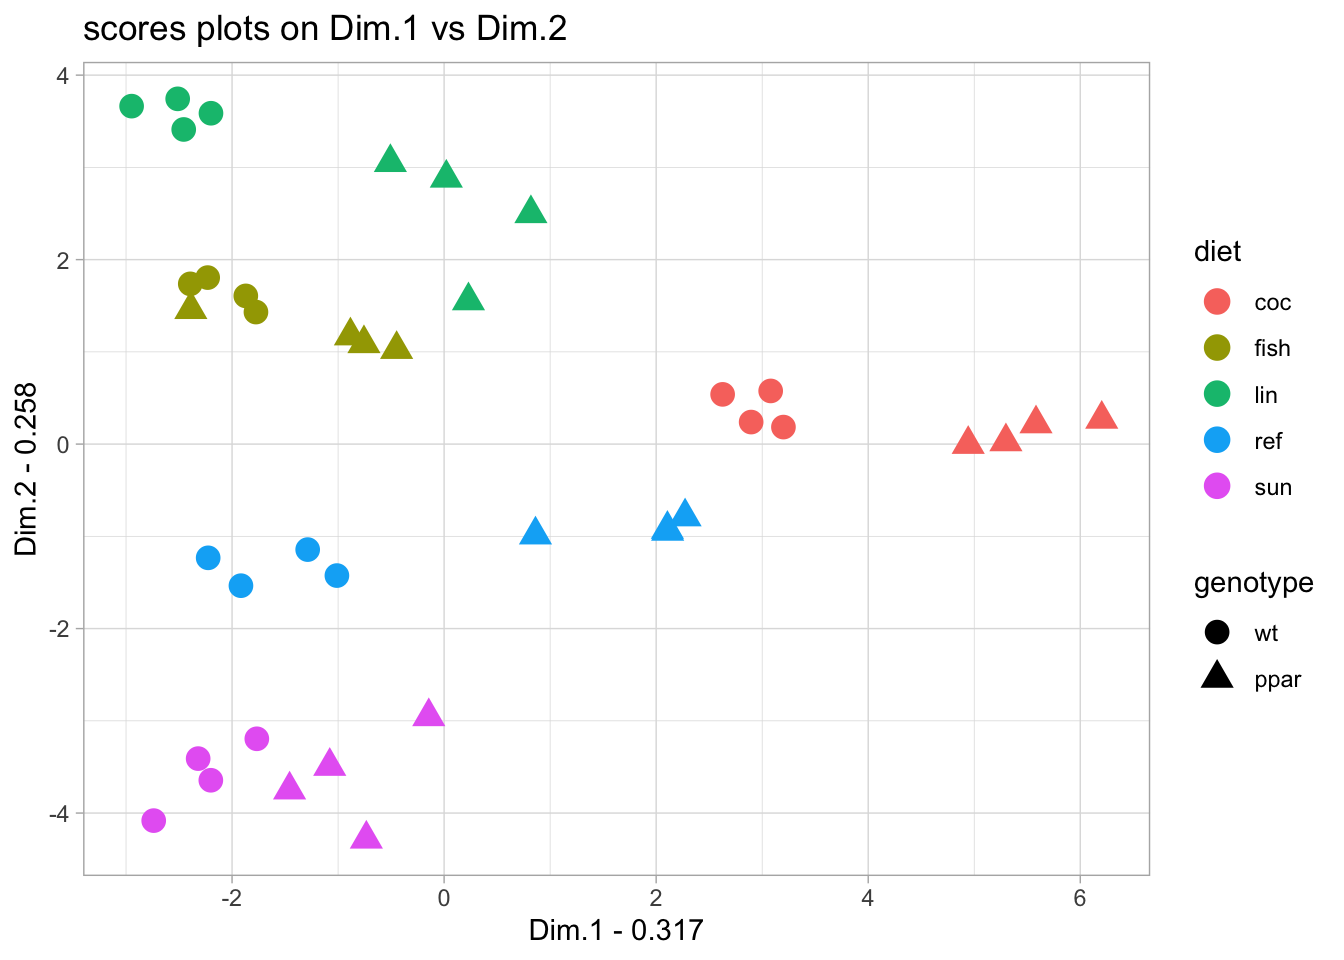 scores plots on Dim.1 vs Dim.2
4
2
0
-2
-4
Dim.2 - 0.258
-2
0
2
4
6
Dim.1 - 0.317
diet
coc
fish
lin
ref
sun
genotype
wt
ppar